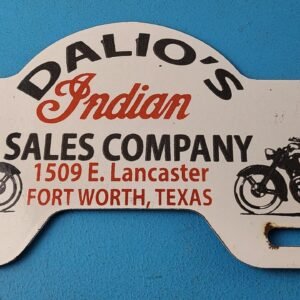 DALIO'S
Indian
SALES COMPANY
1509 E. Lancaster
FORT WORTH, TEXAS